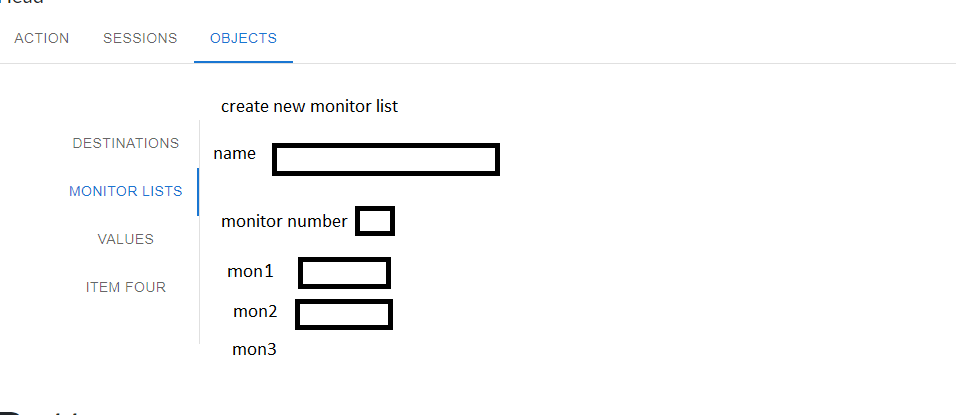 ACTION SESSIONS OBJECTS
create new monitor list
DESTINATIONS
name
MONITOR LISTS
monitor number
VALUES
mon1
ITEM FOUR
mon2
mon3